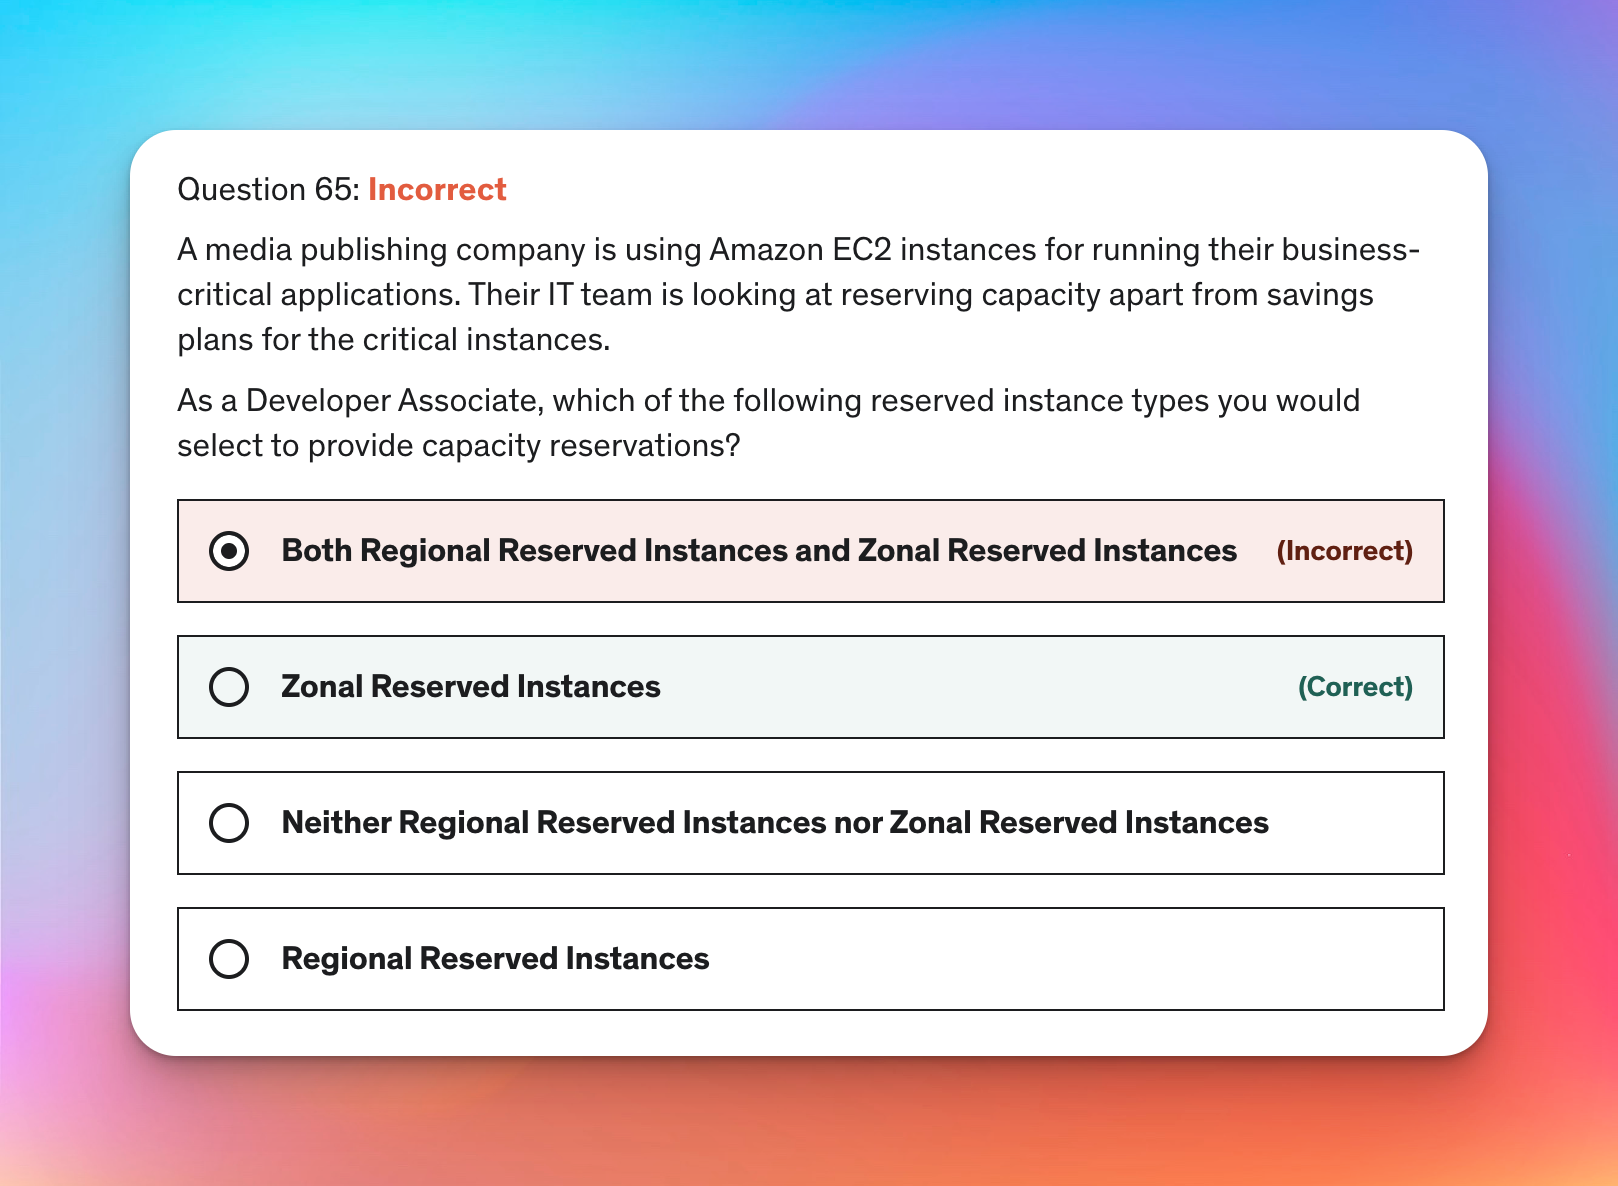 Question 65: Incorrect
A media publishing company is using Amazon EC2 instances for running their business-
critical applications. Their IT team is looking at reserving capacity apart from savings
plans for the critical instances.
As a Developer Associate, which of the following reserved instance types you would
select to provide capacity reservations?
Both Regional Reserved Instances and Zonal Reserved Instances (Incorrect)
Zonal Reserved Instances (Correct)
Neither Regional Reserved Instances nor Zonal Reserved Instances
Regional Reserved Instances